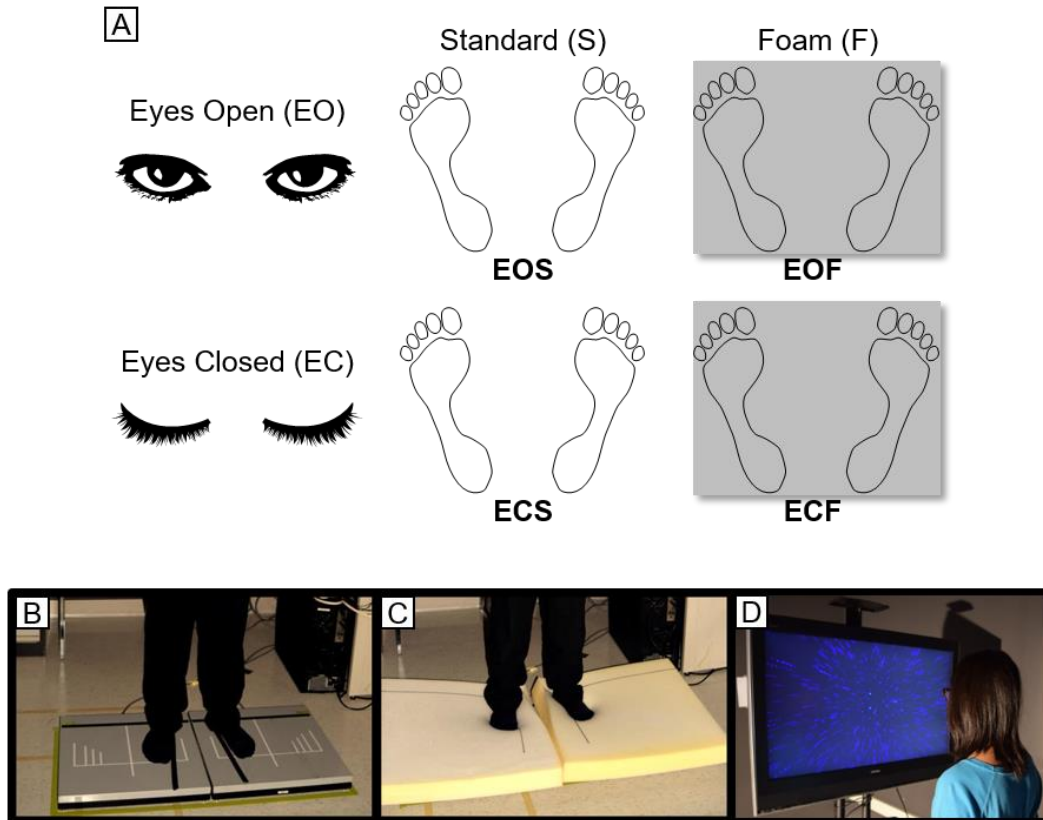 A
Standard (S)
Foam (F)
Eyes Open (EO)
EOS
EOF
Eyes Closed (EC)
ECS
ECF
B
C
D